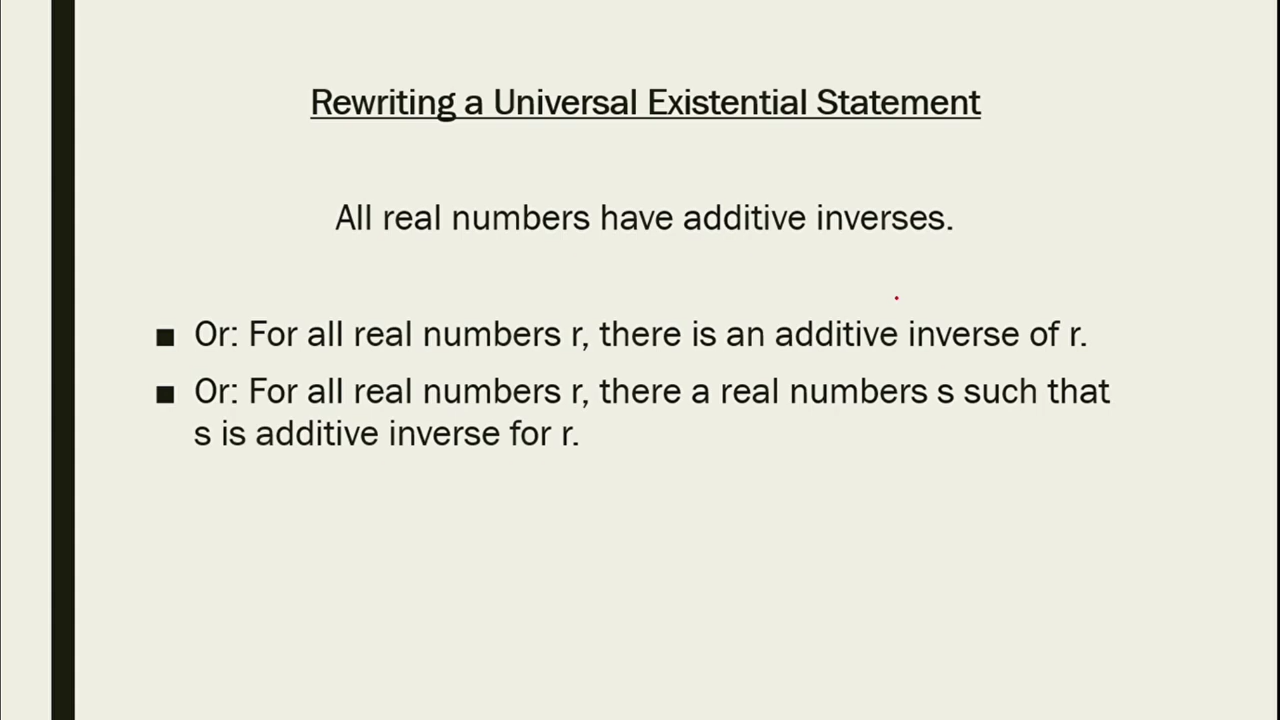 Rewriting a Universal Existential Statement
All real numbers have additive inverses.
■ Or: For all real numbers r, there is an additive inverse of r.
■ Or: For all real numbers r, there a real numbers s such that
s is additive inverse for r.